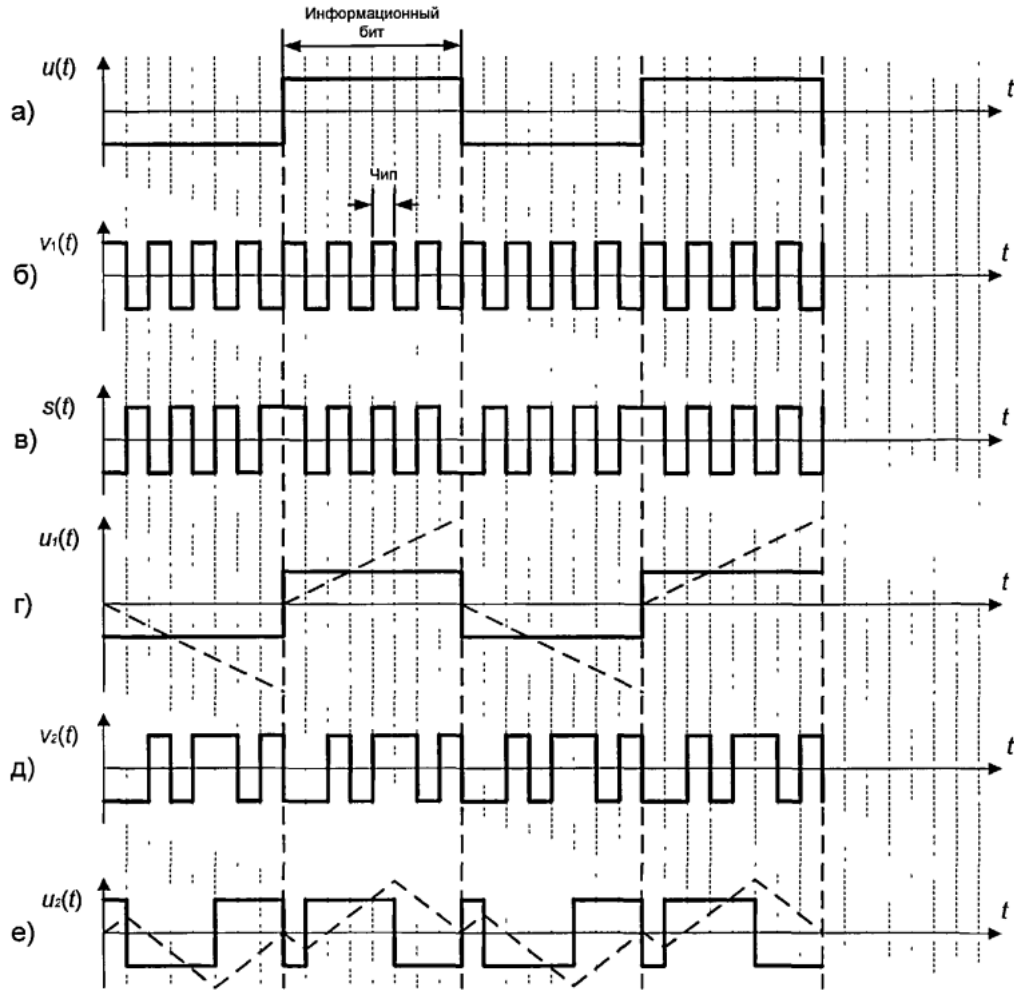 Информационный
бит
u(t)
t
а)
Чип
v₁(t)
t
б)
s(t)
t
в)
u₁(t)
t
г)
v₂(t)
t
д)
u₂(t)
t
е)